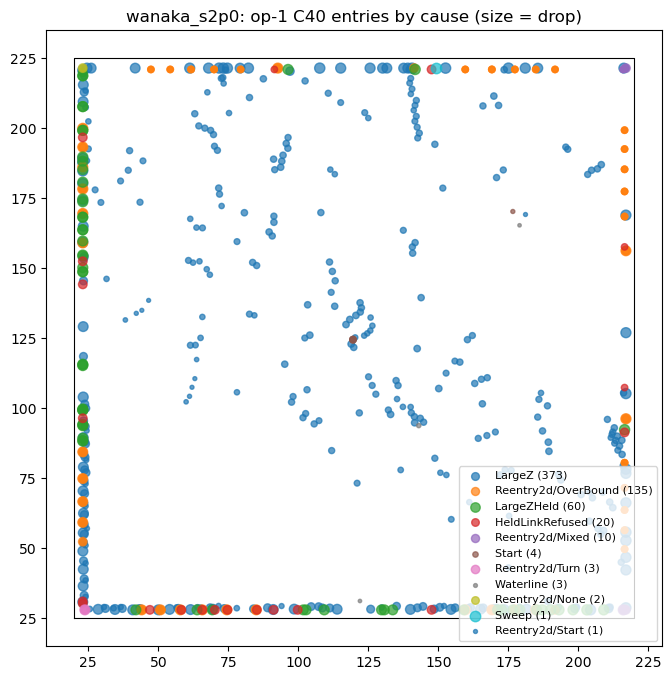 wanaka_s2p0: op-1 C40 entries by cause (size = drop)
225
200
175
150
125
100
75
50
25
LargeZ (373)
Reentry2d/OverBound (135)
LargeZHeld (60)
HeldLinkRefused (20)
Reentry2d/Mixed (10)
Start (4)
Reentry2d/Turn (3)
Waterline (3)
Reentry2d/None (2)
Sweep (1)
Reentry2d/Start (1)
25 50 75 100 125 150 175 200 225